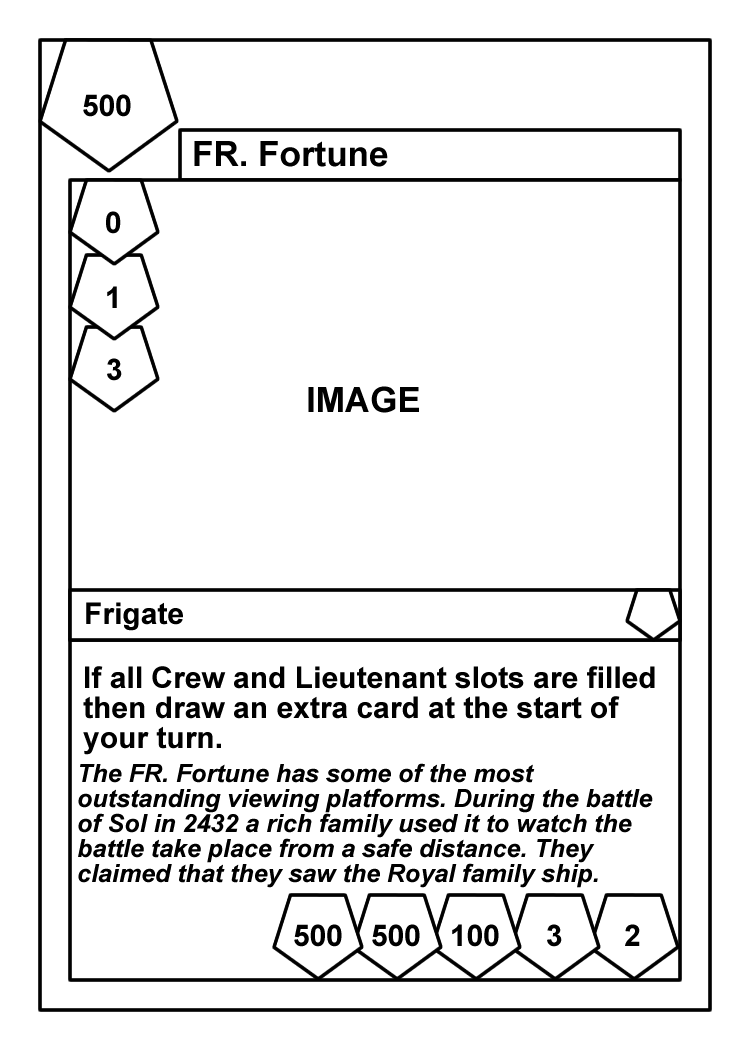 500
FR. Fortune
0
1
3
IMAGE
Frigate
If all Crew and Lieutenant slots are filled
then draw an extra card at the start of
your turn.
The FR. Fortune has some of the most
outstanding viewing platforms. During the battle
of Sol in 2432 a rich family used it to watch the
battle take place from a safe distance. They
claimed that they saw the Royal family ship.
500 500 100 3 2